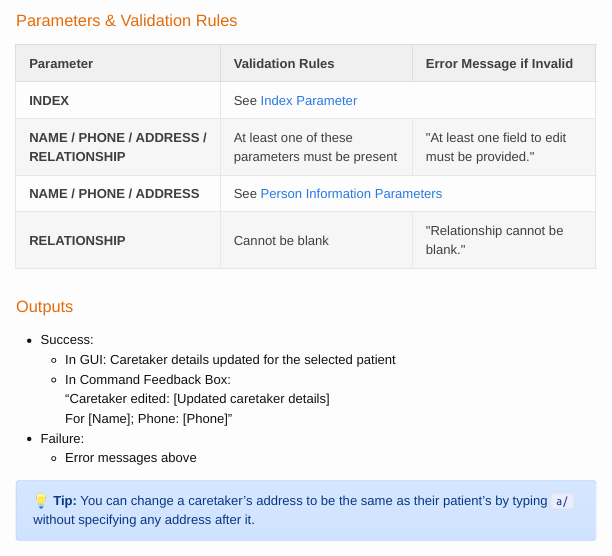 Parameters & Validation Rules
Parameter Validation Rules Error Message if Invalid
INDEX See Index Parameter
NAME / PHONE / ADDRESS / At least one of these "At least one field to edit
RELATIONSHIP parameters must be present must be provided."
NAME / PHONE / ADDRESS See Person Information Parameters
RELATIONSHIP Cannot be blank "Relationship cannot be
blank."
Outputs
• Success:
◦ In GUI: Caretaker details updated for the selected patient
◦ In Command Feedback Box:
“Caretaker edited: [Updated caretaker details]
For [Name]; Phone: [Phone]”
• Failure:
◦ Error messages above
💡 Tip: You can change a caretaker’s address to be the same as their patient’s by typing a/
without specifying any address after it.